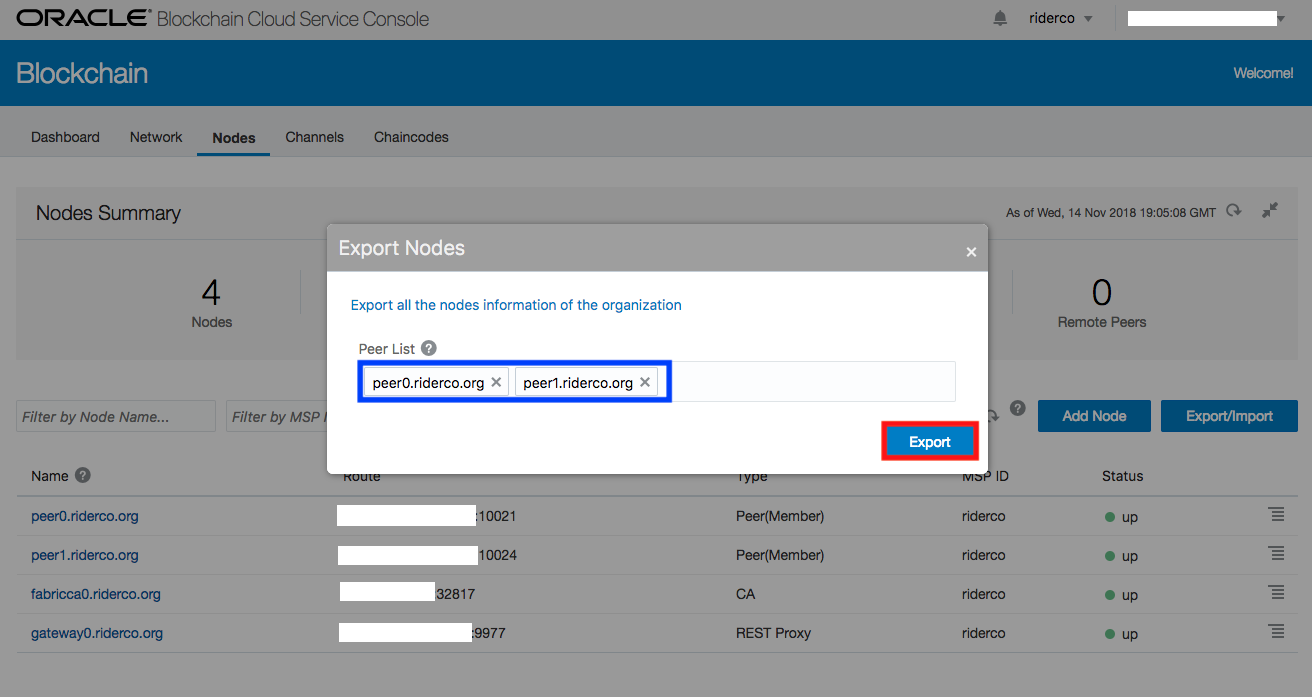 ORACLE® Blockchain Cloud Service Console riderco
Blockchain Welcome!
Dashboard Network Nodes Channels Chaincodes
Nodes Summary As of Wed, 14 Nov 2018 19:05:08 GMT
Export Nodes ×
Export all the nodes information of the organization
4 0
Nodes Remote Peers
Peer List ?
peer0.riderco.org × peer1.riderco.org ×
Filter by Node Name... Filter by MSP ? Add Node Export/Import
Export
Name ? Route Type MSP ID Status
peer0.riderco.org :10021 Peer(Member) riderco up
peer1.riderco.org 10024 Peer(Member) riderco up
fabricca0.riderco.org 32817 CA riderco up
gateway0.riderco.org :9977 REST Proxy riderco up